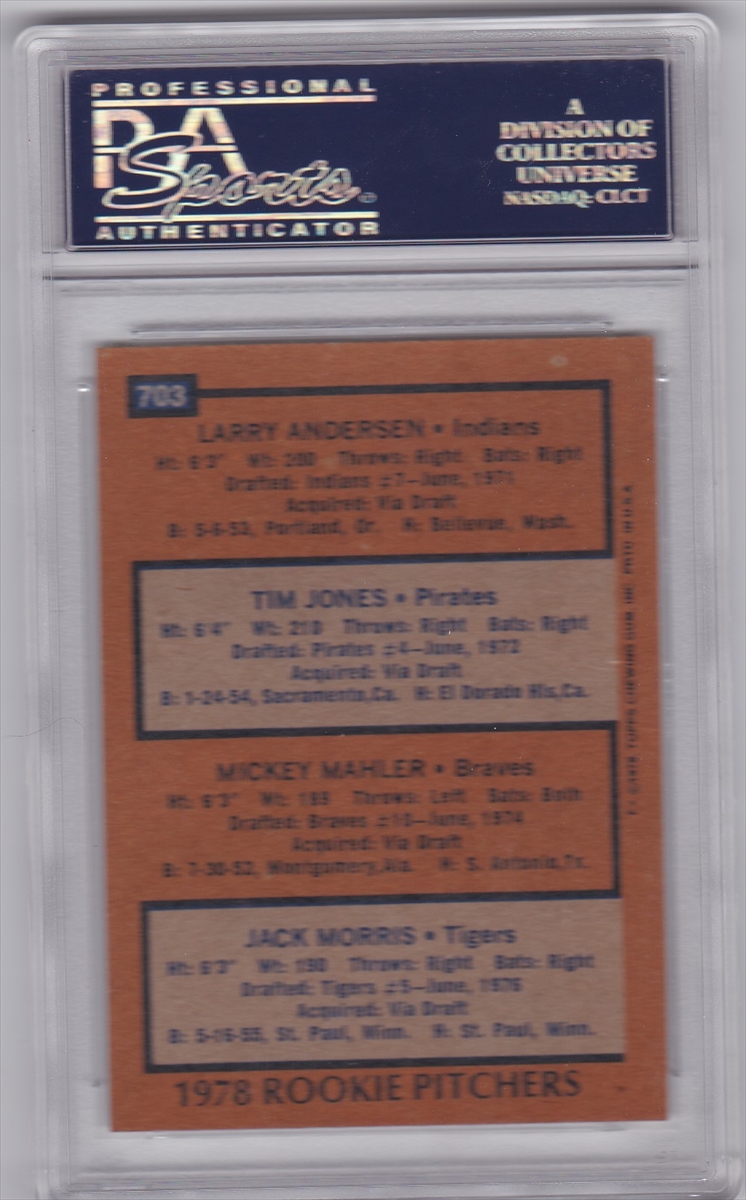 PROFESSIONAL
PSA
Sports
AUTHENTICATOR
A
DIVISION OF
COLLECTORS
UNIVERSE
NASDAQ: CLCT
703
LARRY ANDERSEN • Indians
Ht: 6'3" Wt: 200 Throws: Right Bats: Right
Drafted: Indians #7-June, 1971
Acquired: Via Draft
B: 5-6-53, Portland, Or. H: Bellevue, Wash.
TIM JONES • Pirates
Ht: 6'4" Wt: 210 Throws: Right Bats: Right
Drafted: Pirates #4-June, 1972
Acquired: Via Draft
B: 1-24-54, Sacramento,Ca. H: El Dorado Hls,Ca.
MICKEY MAHLER • Braves
Ht: 6'3" Wt: 189 Throws: Left Bats: Both
Drafted: Braves #10-June, 1974
Acquired: Via Draft
B: 7-30-52, Montgomery,Ala. H: S. Antonio,Tx.
JACK MORRIS • Tigers
Ht: 6'3" Wt: 190 Throws: Right Bats: Right
Drafted: Tigers #5-June, 1976
Acquired: Via Draft
B: 5-16-55, St. Paul, Minn. H: St. Paul, Minn.
1978 ROOKIE PITCHERS